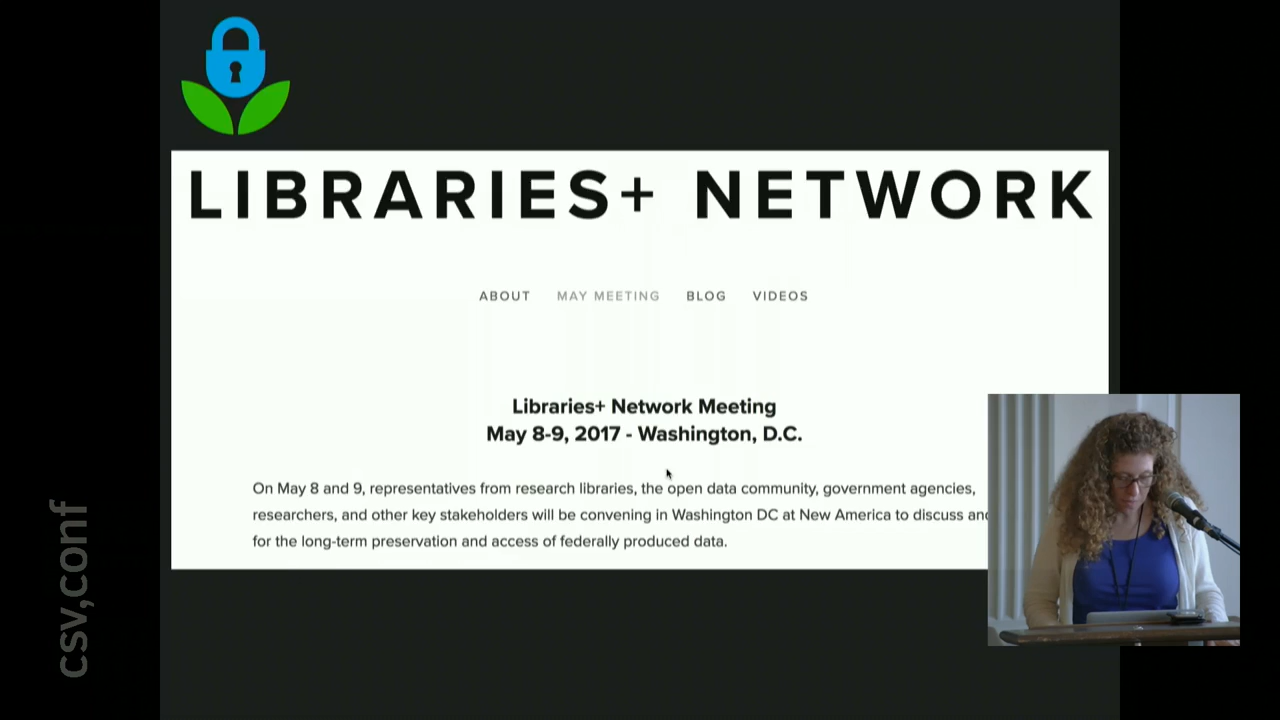 LIBRARIES+ NETWORK
ABOUT MAY MEETING BLOG VIDEOS
Libraries+ Network Meeting
May 8-9, 2017 - Washington, D.C.
On May 8 and 9, representatives from research libraries, the open data community, government agencies,
researchers, and other key stakeholders will be convening in Washington DC at New America to discuss
for the long-term preservation and access of federally produced data.
csv,conf